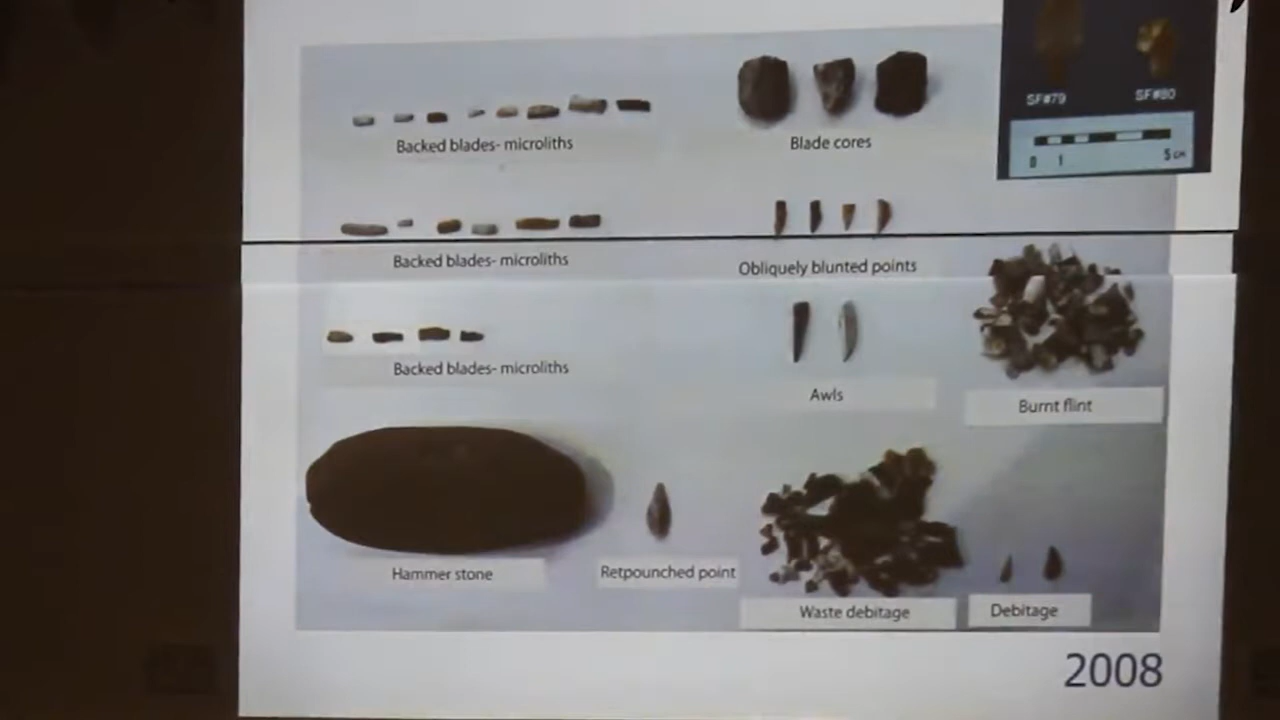 SF#79
SF#80
0 1 5 CM
Backed blades- microliths
Blade cores
Backed blades- microliths
Obliquely blunted points
Backed blades- microliths
Awls
Burnt flint
Hammer stone
Retpounched point
Waste debitage
Debitage
2008